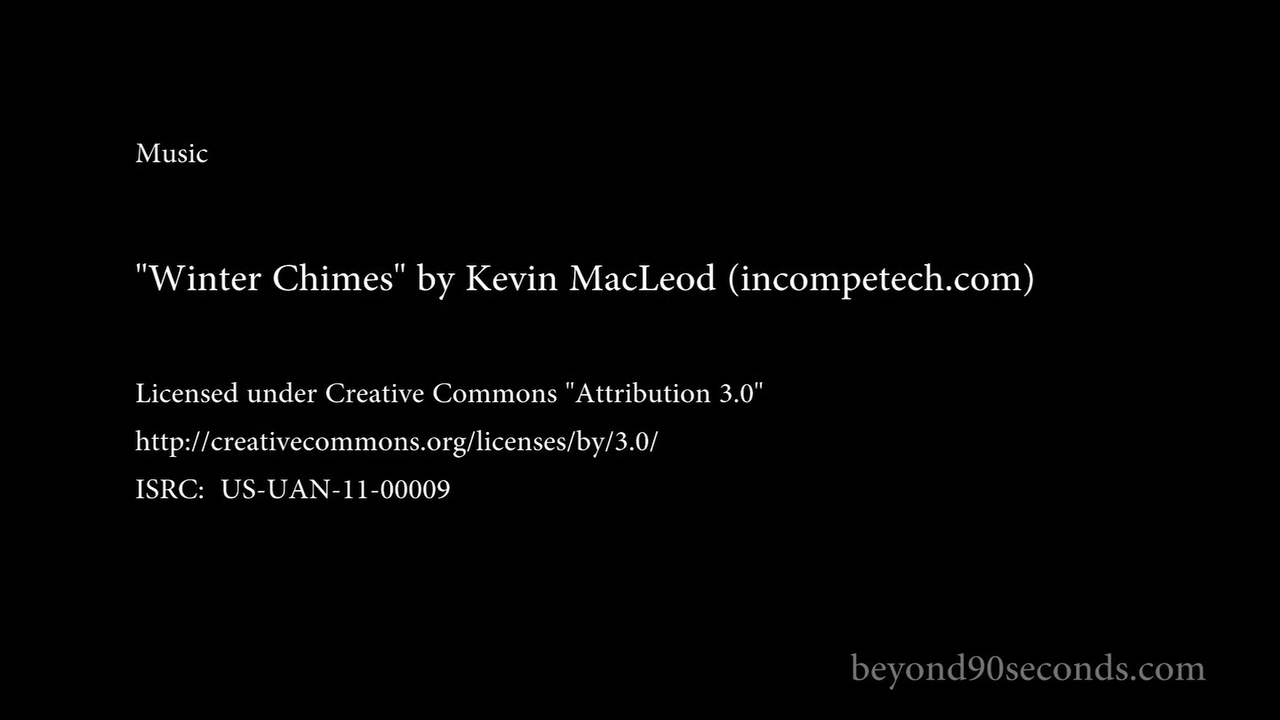 Music
"Winter Chimes" by Kevin MacLeod (incompetech.com)
Licensed under Creative Commons "Attribution 3.0"
http://creativecommons.org/licenses/by/3.0/
ISRC:  US-UAN-11-00009
beyond90seconds.com